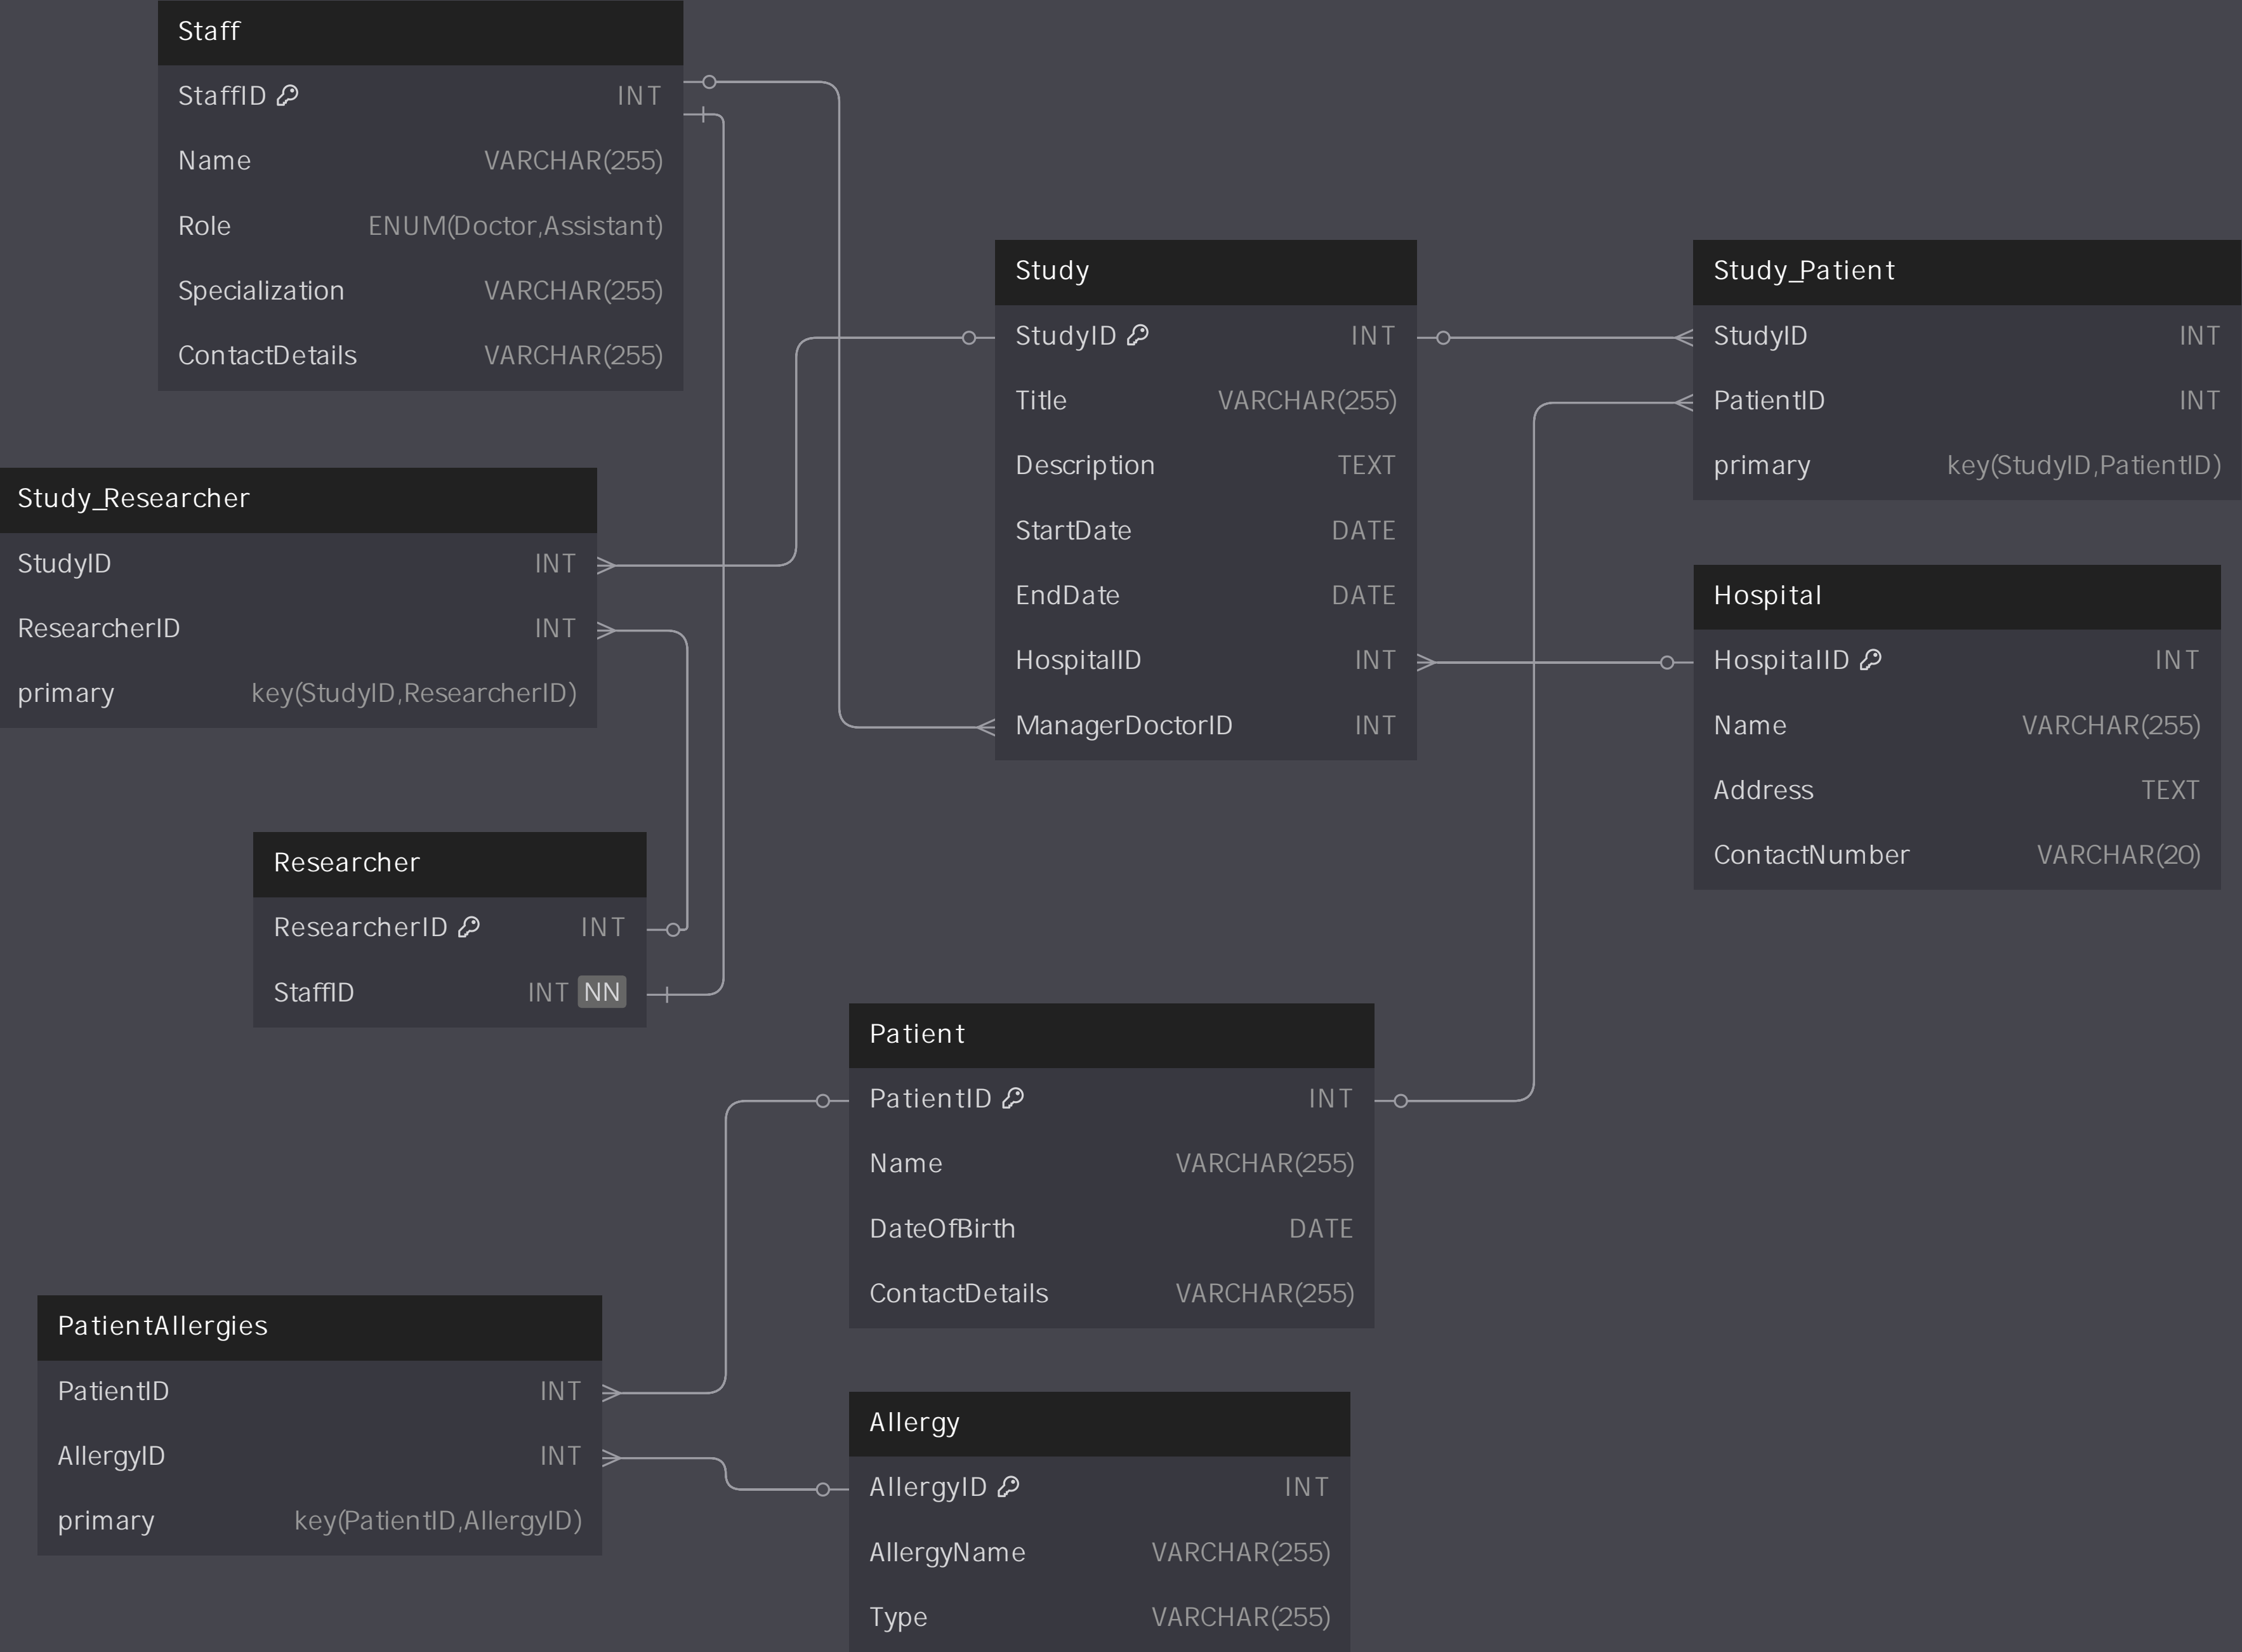 Staff
StaffID INT
Name VARCHAR(255)
Role ENUM(Doctor,Assistant)
Specialization VARCHAR(255)
ContactDetails VARCHAR(255)
Study
StudyID INT
Title VARCHAR(255)
Description TEXT
StartDate DATE
EndDate DATE
HospitalID INT
ManagerDoctorID INT
Study_Patient
StudyID INT
PatientID INT
primary key(StudyID,PatientID)
Study_Researcher
StudyID INT
ResearcherID INT
primary key(StudyID,ResearcherID)
Hospital
HospitalID INT
Name VARCHAR(255)
Address TEXT
ContactNumber VARCHAR(20)
Researcher
ResearcherID INT
StaffID INT NN
Patient
PatientID INT
Name VARCHAR(255)
DateOfBirth DATE
ContactDetails VARCHAR(255)
PatientAllergies
PatientID INT
AllergyID INT
primary key(PatientID,AllergyID)
Allergy
AllergyID INT
AllergyName VARCHAR(255)
Type VARCHAR(255)